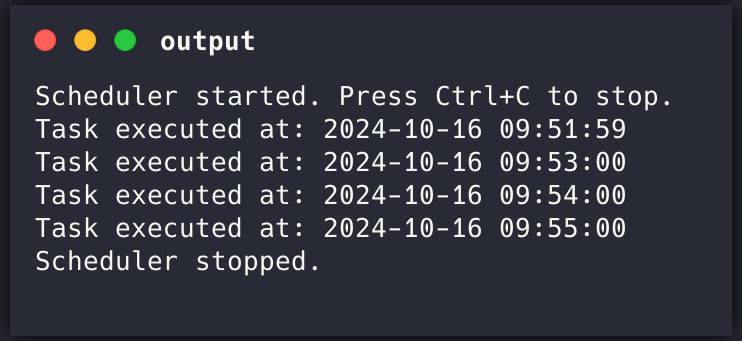 output
Scheduler started. Press Ctrl+C to stop.
Task executed at: 2024-10-16 09:51:59
Task executed at: 2024-10-16 09:53:00
Task executed at: 2024-10-16 09:54:00
Task executed at: 2024-10-16 09:55:00
Scheduler stopped.